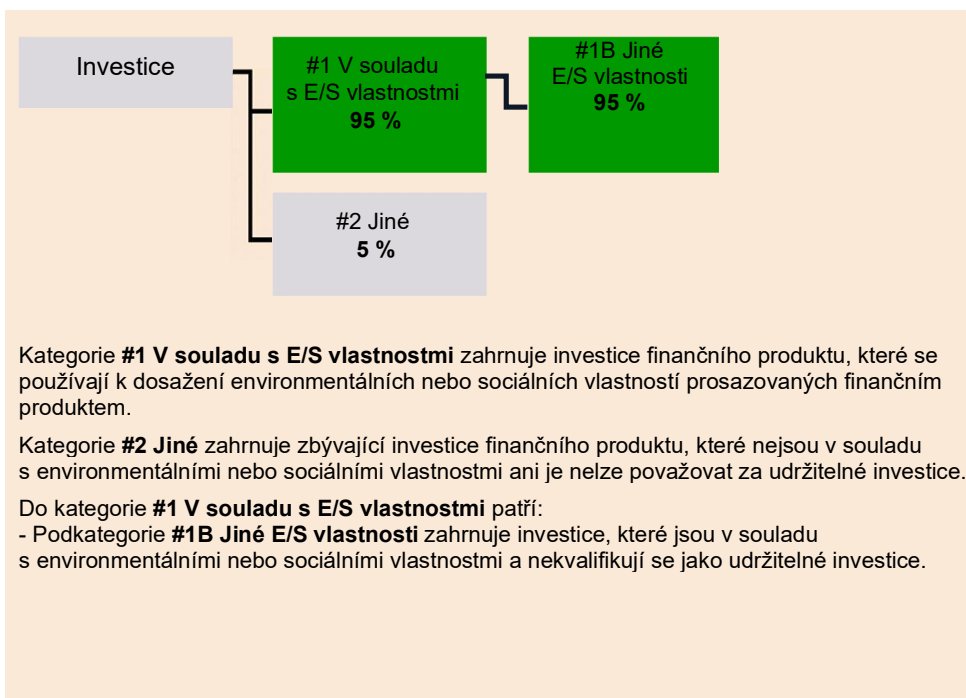 Investice
#1 V souladu
s E/S vlastnostmi
95 %
#1B Jiné
E/S vlastnosti
95 %
#2 Jiné
5 %
Kategorie #1 V souladu s E/S vlastnostmi zahrnuje investice finančního produktu, které se
používají k dosažení environmentálních nebo sociálních vlastností prosazovaných finančním
produktem.
Kategorie #2 Jiné zahrnuje zbývající investice finančního produktu, které nejsou v souladu
s environmentálními nebo sociálními vlastnostmi ani je nelze považovat za udržitelné investice.
Do kategorie #1 V souladu s E/S vlastnostmi patří:
- Podkategorie #1B Jiné E/S vlastnosti zahrnuje investice, které jsou v souladu
s environmentálními nebo sociálními vlastnostmi a nekvalifikují se jako udržitelné investice.